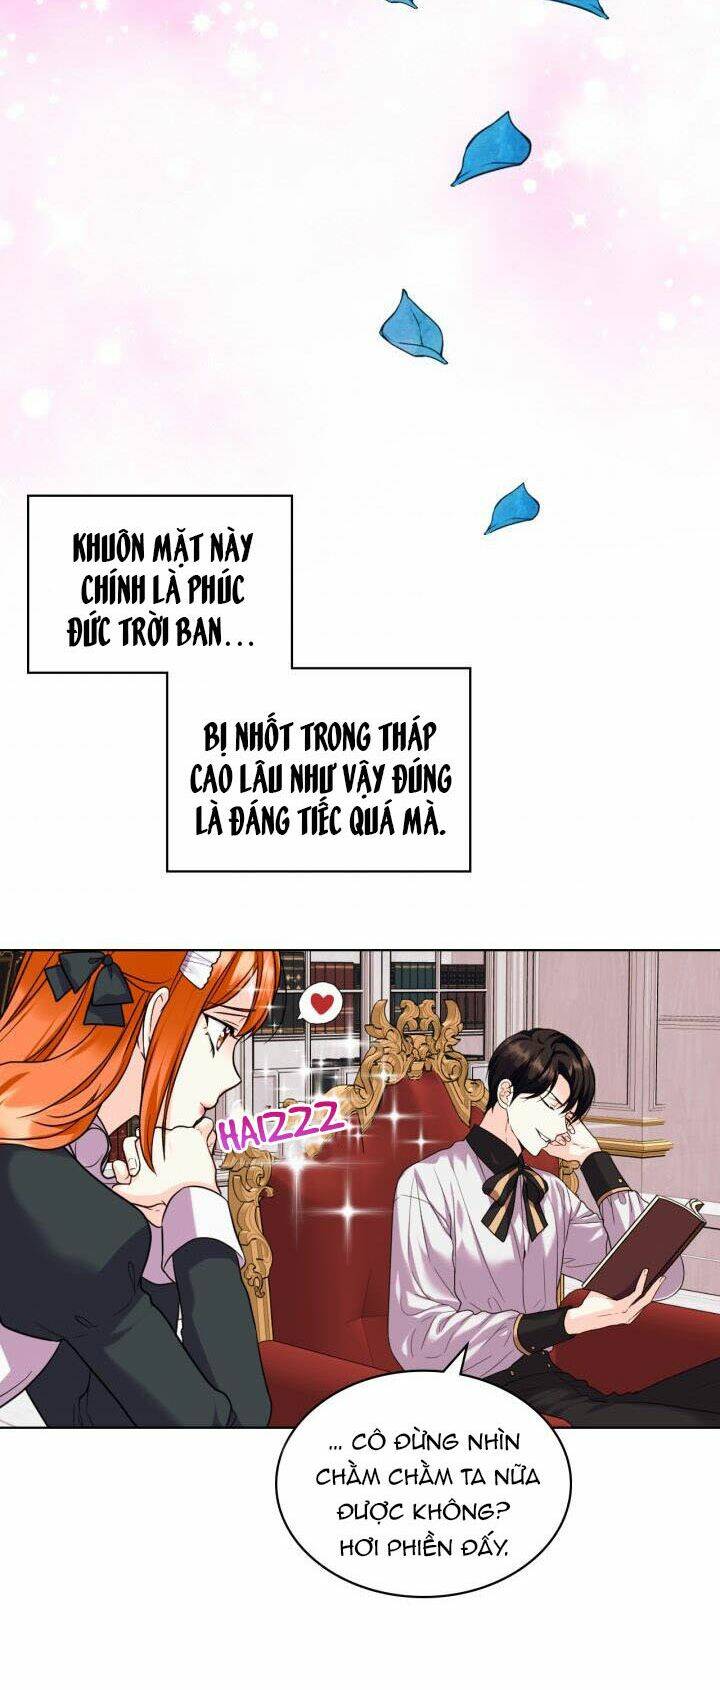 KHUÔN MẶT NÀY
CHÍNH LÀ PHÚC
ĐỨC TRỜI BAN...
BỊ NHỐT TRONG THÁP
CAO LÂU NHƯ VẬY ĐÚNG
LÀ ĐÁNG TIẾC QUÁ MÀ.
HAIZZZ
... CÔ ĐỪNG NHÌN
CHẰM CHẰM TA NỮA
ĐƯỢC KHÔNG?
HƠI PHIỀN ĐẤY.